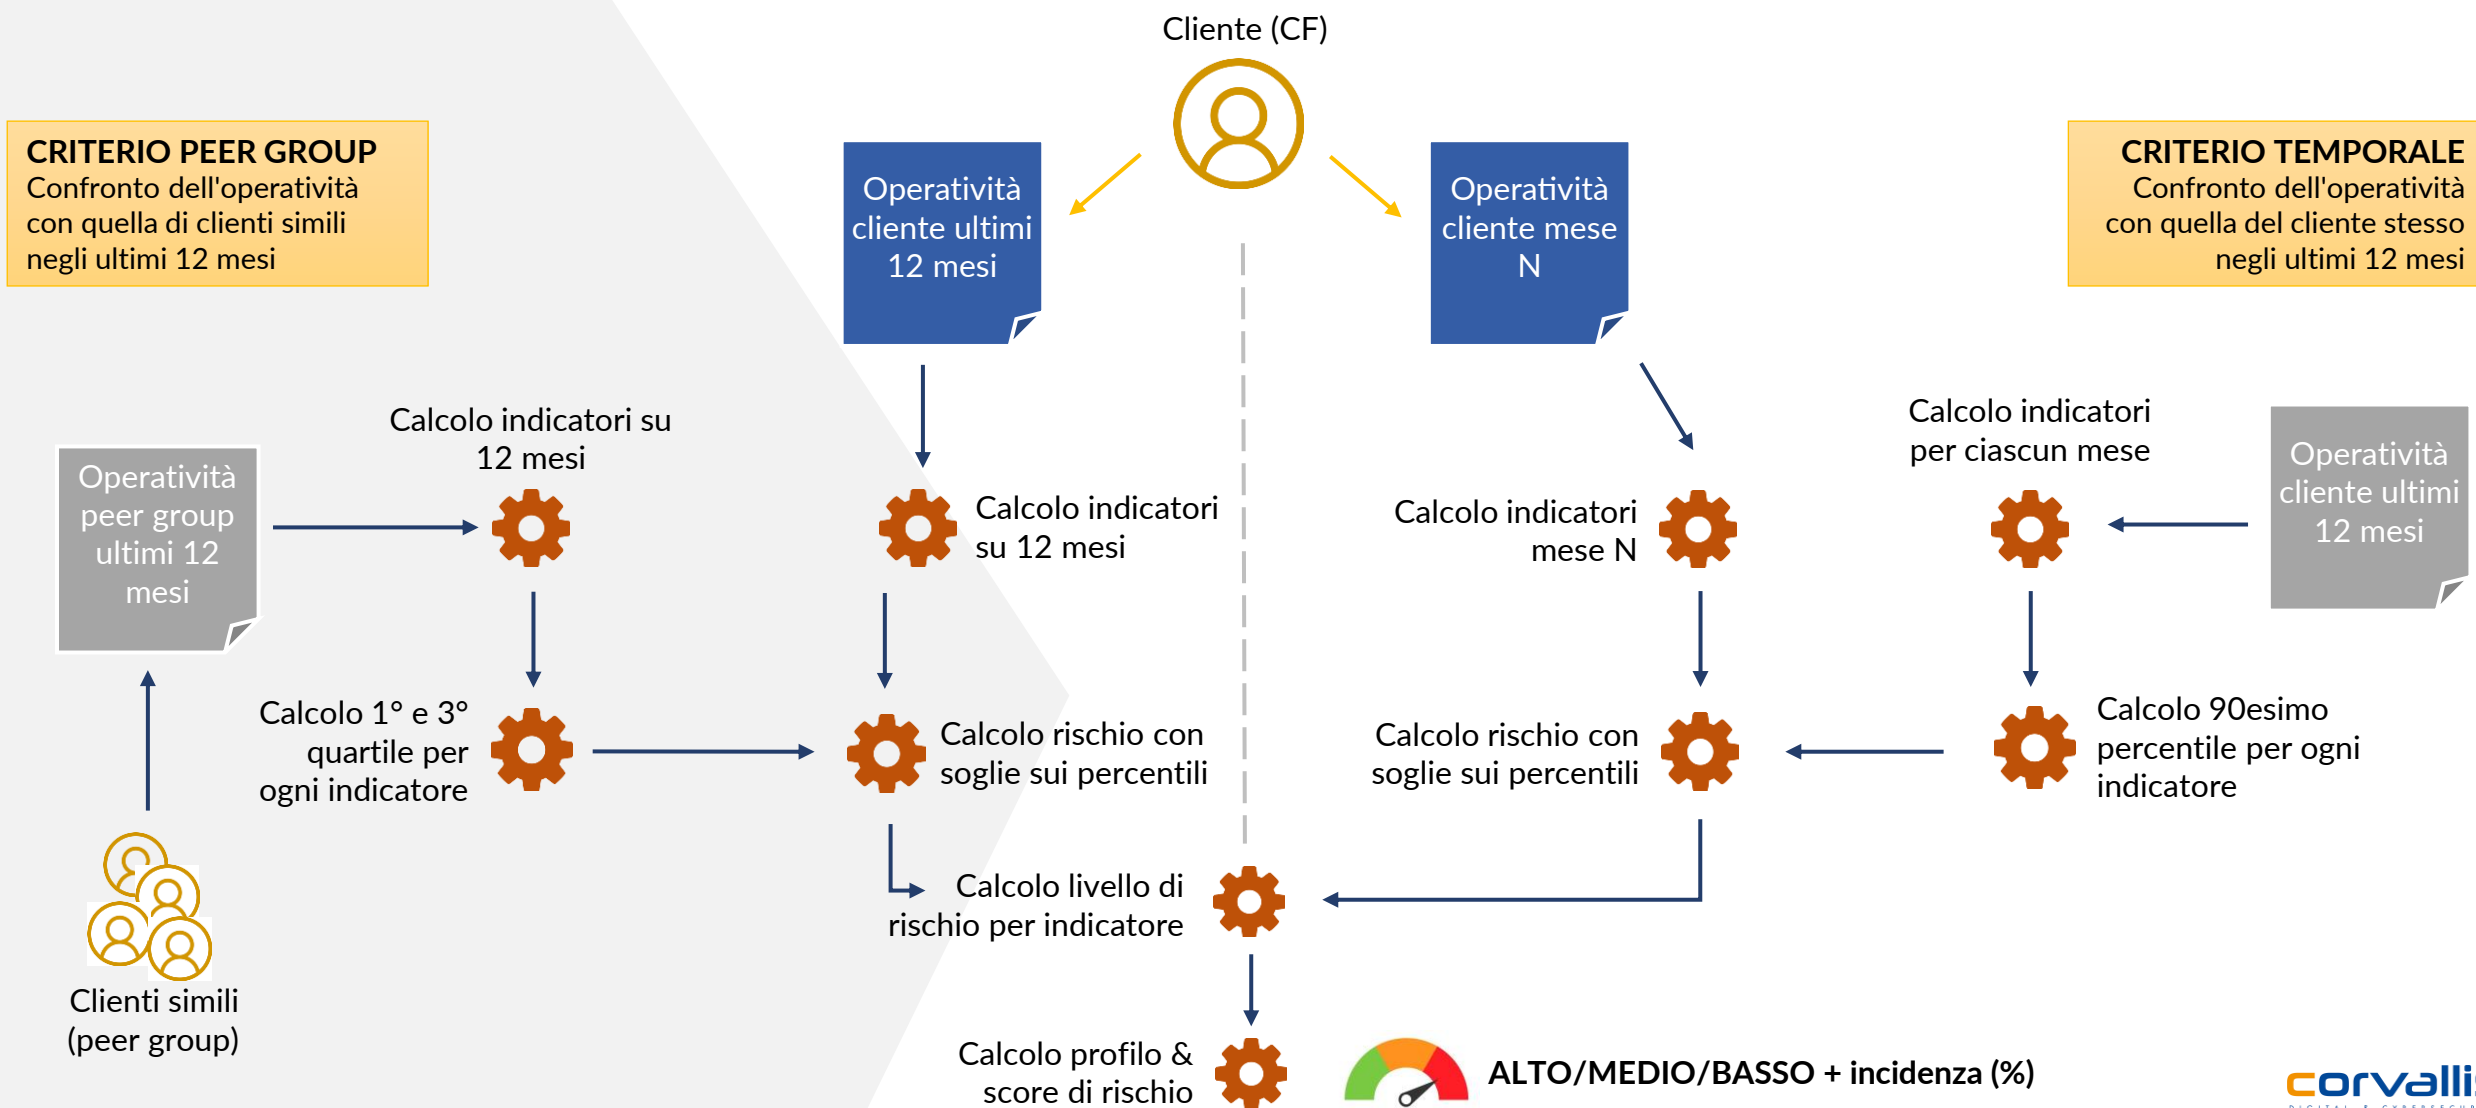 Cliente (CF)
CRITERIO PEER GROUP
Confronto dell'operatività
con quella di clienti simili
negli ultimi 12 mesi
Operatività
cliente ultimi
12 mesi
Operatività
cliente mese
N
CRITERIO TEMPORALE
Confronto dell'operatività
con quella del cliente stesso
negli ultimi 12 mesi
Operatività
peer group
ultimi 12
mesi
Calcolo indicatori su
12 mesi
Calcolo indicatori
su 12 mesi
Calcolo indicatori
mese N
Calcolo indicatori
per ciascun mese
Operatività
cliente ultimi
12 mesi
Calcolo 1° e 3°
quartile per
ogni indicatore
Calcolo rischio con
soglie sui percentili
Calcolo rischio con
soglie sui percentili
Calcolo 90esimo
percentile per ogni
indicatore
Clienti simili
(peer group)
Calcolo livello di
rischio per indicatore
Calcolo profilo &
score di rischio
ALTO/MEDIO/BASSO + incidenza (%)
corvallis